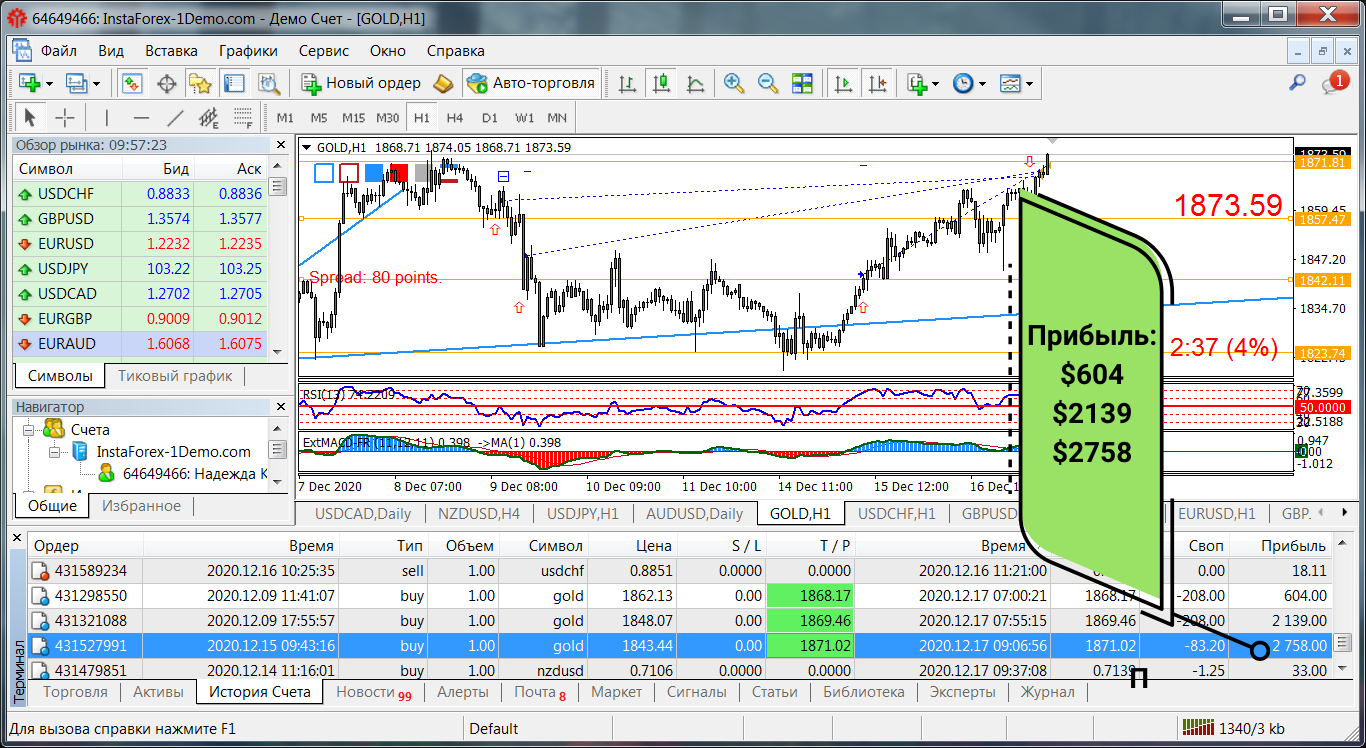 64649466: InstaForex-1Demo.com - Демо Счет - [GOLD,H1]
Файл Вид Вставка Графики Сервис Окно Справка
Новый ордер Авто-торговля 1
M1 M5 M15 M30 H1 H4 D1 W1 MN
Обзор рынка: 09:57:23
Символ Бид Аск
USDCHF 0.8833 0.8836
GBPUSD 1.3574 1.3577
EURUSD 1.2232 1.2235
USDJPY 103.22 103.25
USDCAD 1.2702 1.2705
EURGBP 0.9009 0.9012
EURAUD 1.6068 1.6075
Символы Тиковый график
Навигатор
Счета
InstaForex-1Demo.com
64649466: Надежда К
Общие Избранное
GOLD,H1 1868.71 1874.05 1868.71 1873.59
1873.59
1871.81
1873.59
1859.45
1857.47
1847.20
Spread: 80 points.
1842.11
1834.70
2:37 (4%)
1823.74
Прибыль:
$604
$2139
$2758
RSI(13) 74.2209
50.0000
ExtMACD-FR (11,12,11) 0.398 ->MA(1) 0.398
0.947
-1.012
7 Dec 2020 8 Dec 07:00 9 Dec 08:00 10 Dec 09:00 11 Dec 10:00 14 Dec 11:00 15 Dec 12:00 16 Dec 1
USDCAD,Daily NZDUSD,H4 USDJPY,H1 AUDUSD,Daily GOLD,H1 USDCHF,H1 GBPUSD EURUSD,H1 GBP.
Ордер Время Тип Объем Символ Цена S / L T / P Время Своп Прибыль
431589234 2020.12.16 10:25:35 sell 1.00 usdchf 0.8851 0.0000 0.0000 2020.12.16 11:21:00 0.00 18.11
431298550 2020.12.09 11:41:07 buy 1.00 gold 1862.13 0.00 1868.17 2020.12.17 07:00:21 1868.17 -208.00 604.00
431321088 2020.12.09 17:55:57 buy 1.00 gold 1848.07 0.00 1869.46 2020.12.17 07:55:15 1869.46 -208.00 2 139.00
431527991 2020.12.15 09:43:16 buy 1.00 gold 1843.44 0.00 1871.02 2020.12.17 09:06:56 1871.02 -83.20 2 758.00
431479851 2020.12.14 11:16:01 buy 1.00 nzdusd 0.7106 0.0000 0.0000 2020.12.17 09:37:08 0.7139 -1.25 33.00
П
Терминал
Торговля Активы История Счета Новости 99 Алерты Почта 8 Маркет Сигналы Статьи Библиотека Эксперты Журнал
Для вызова справки нажмите F1 Default 1340/3 kb